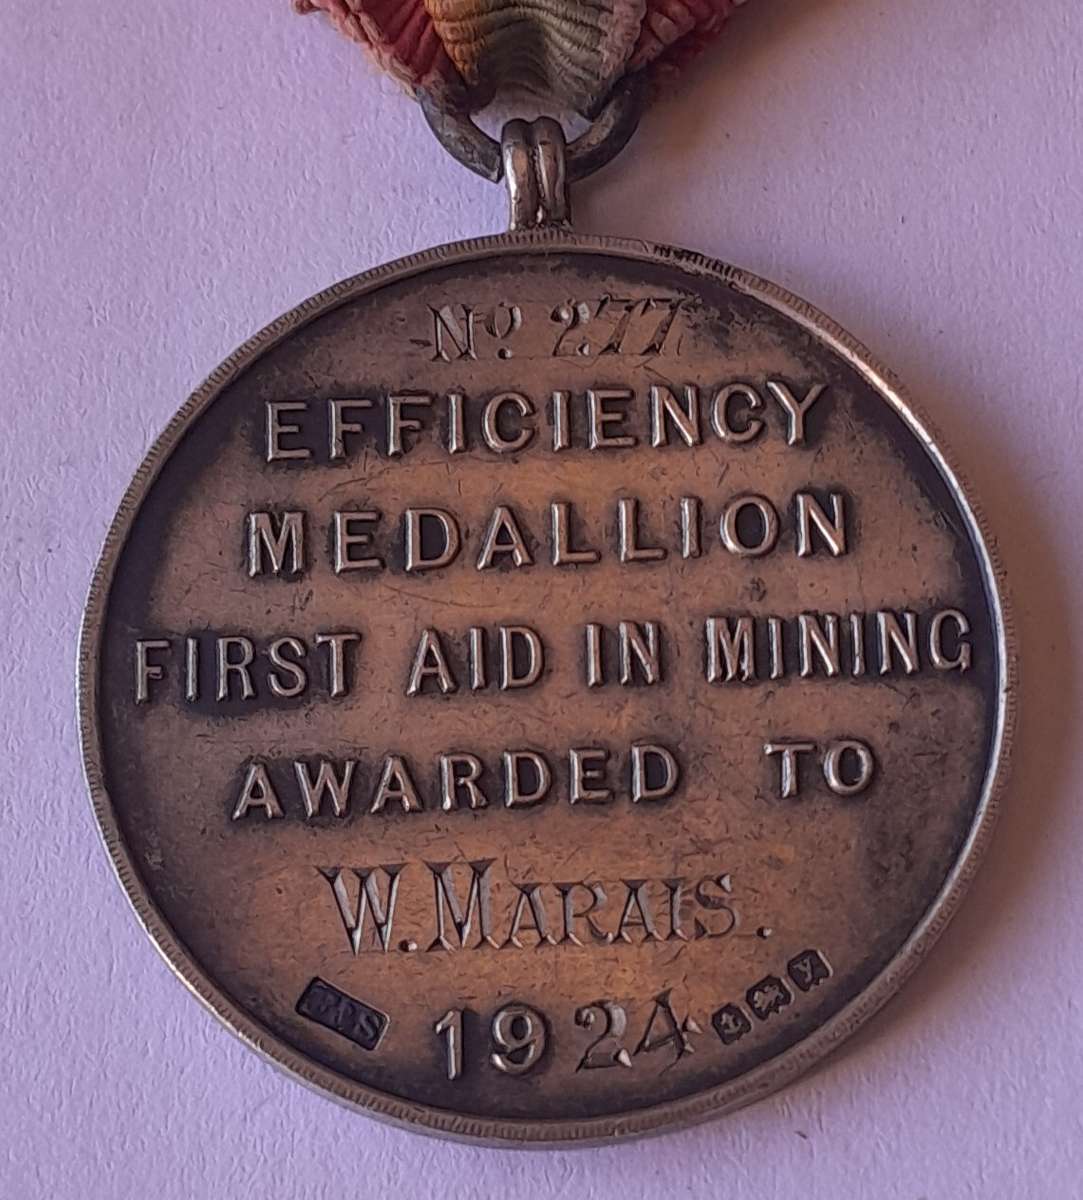 No 277
EFFICIENCY
MEDALLION
FIRST AID IN MINING
AWARDED TO
W. MARAIS.
1924
y